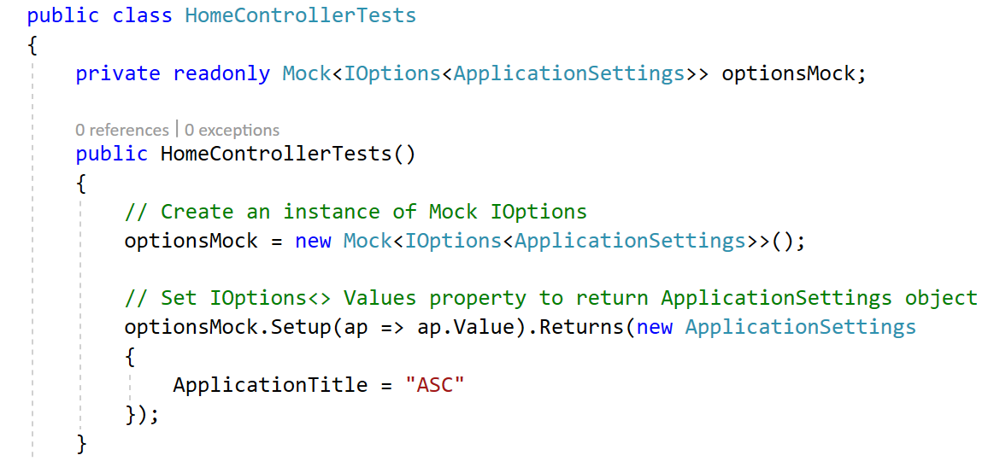 public class HomeControllerTests
{
private readonly Mock<IOptions<ApplicationSettings>> optionsMock;
0 references | 0 exceptions
public HomeControllerTests()
{
// Create an instance of Mock IOptions
optionsMock = new Mock<IOptions<ApplicationSettings>>();
// Set IOptions<> Values property to return ApplicationSettings object
optionsMock.Setup(ap => ap.Value).Returns(new ApplicationSettings
{
ApplicationTitle = "ASC"
});
}